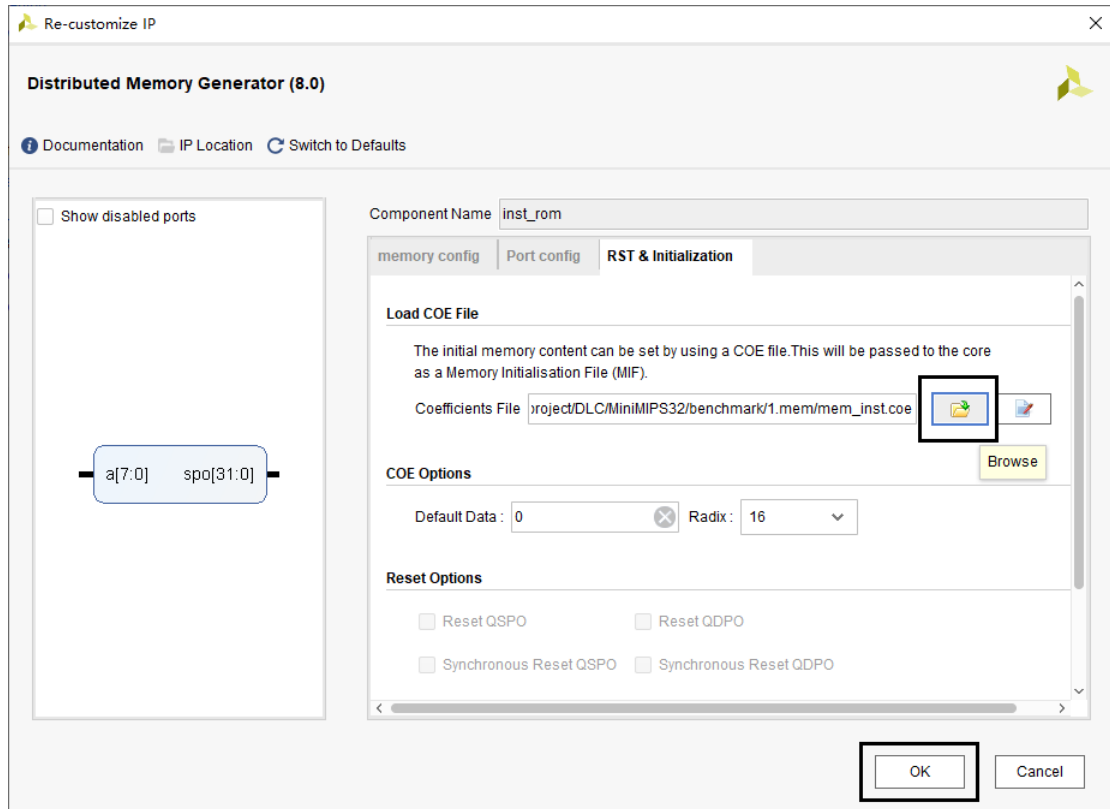 Re-customize IP
Distributed Memory Generator (8.0)
Documentation IP Location Switch to Defaults
Show disabled ports
a[7:0] spo[31:0]
Component Name inst_rom
memory config Port config RST & Initialization
Load COE File
The initial memory content can be set by using a COE file.This will be passed to the core
as a Memory Initialisation File (MIF).
Coefficients File roject/DLC/MiniMIPS32/benchmark/1.mem/mem_inst.coe
Browse
COE Options
Default Data : 0 Radix : 16
Reset Options
Reset QSPO Reset QDPO
Synchronous Reset QSPO Synchronous Reset QDPO
OK Cancel